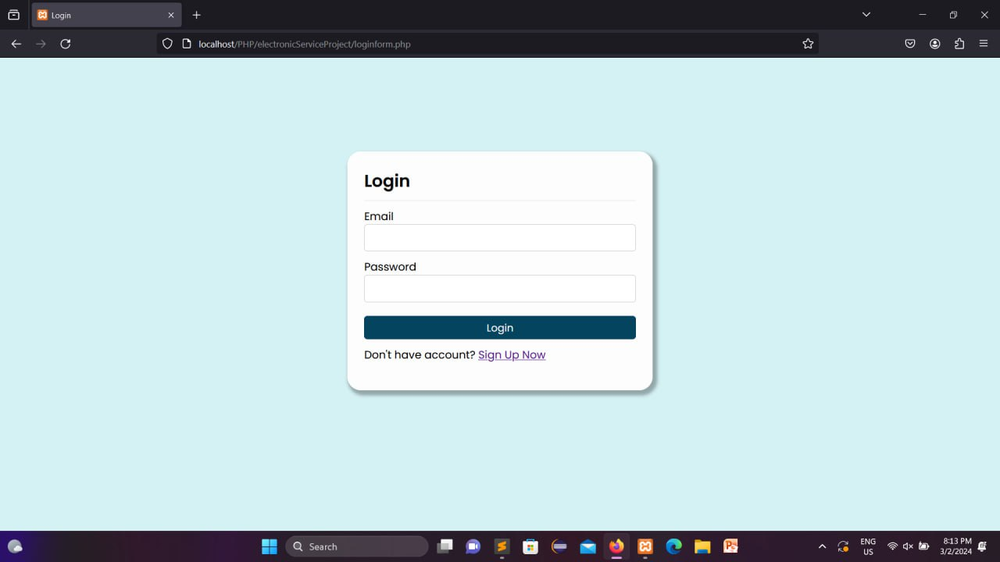 Login
localhost/PHP/electronicServiceProject/loginform.php
Login
Email
Password
Login
Don't have account? Sign Up Now
Search
ENG
US
8:13 PM
3/2/2024